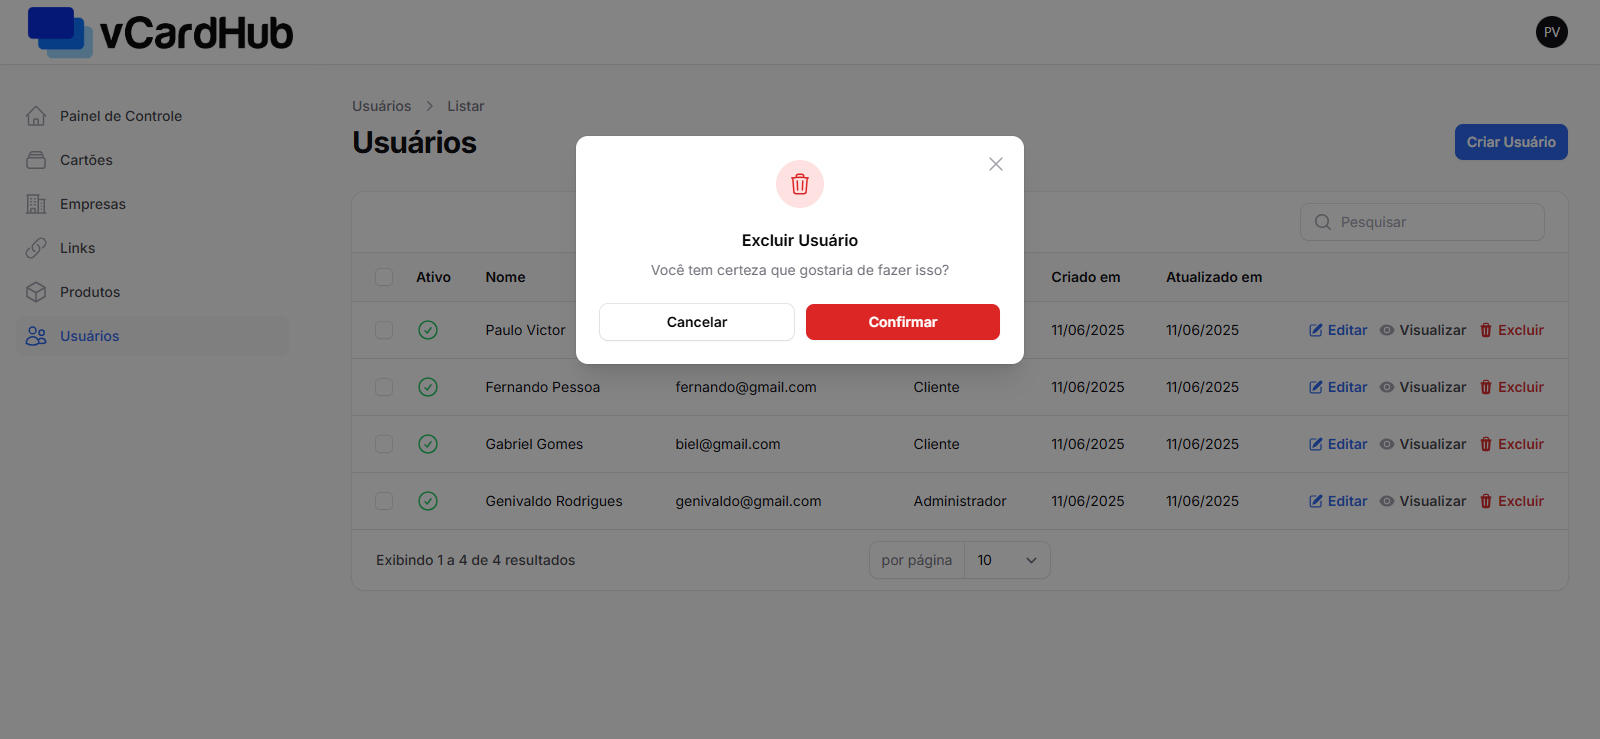 vCardHub
PV
Painel de Controle
Cartões
Empresas
Links
Produtos
Usuários
Usuários > Listar
Usuários
Criar Usuário
Pesquisar
Excluir Usuário
Você tem certeza que gostaria de fazer isso?
Cancelar Confirmar
Ativo Nome Criado em Atualizado em
Paulo Victor 11/06/2025 11/06/2025 Editar Visualizar Excluir
Fernando Pessoa fernando@gmail.com Cliente 11/06/2025 11/06/2025 Editar Visualizar Excluir
Gabriel Gomes biel@gmail.com Cliente 11/06/2025 11/06/2025 Editar Visualizar Excluir
Genivaldo Rodrigues genivaldo@gmail.com Administrador 11/06/2025 11/06/2025 Editar Visualizar Excluir
Exibindo 1 a 4 de 4 resultados por página 10